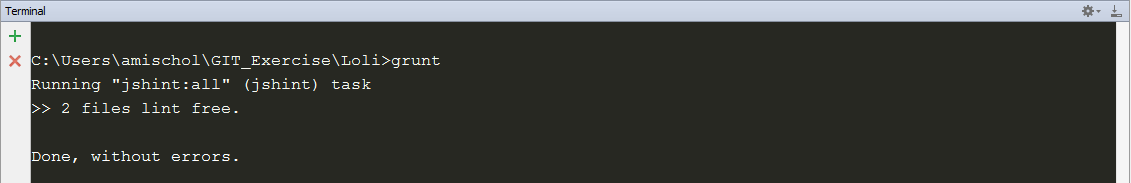 Terminal
C:\Users\amischol\GIT_Exercise\Loli>grunt
Running "jshint:all" (jshint) task
>> 2 files lint free.
Done, without errors.